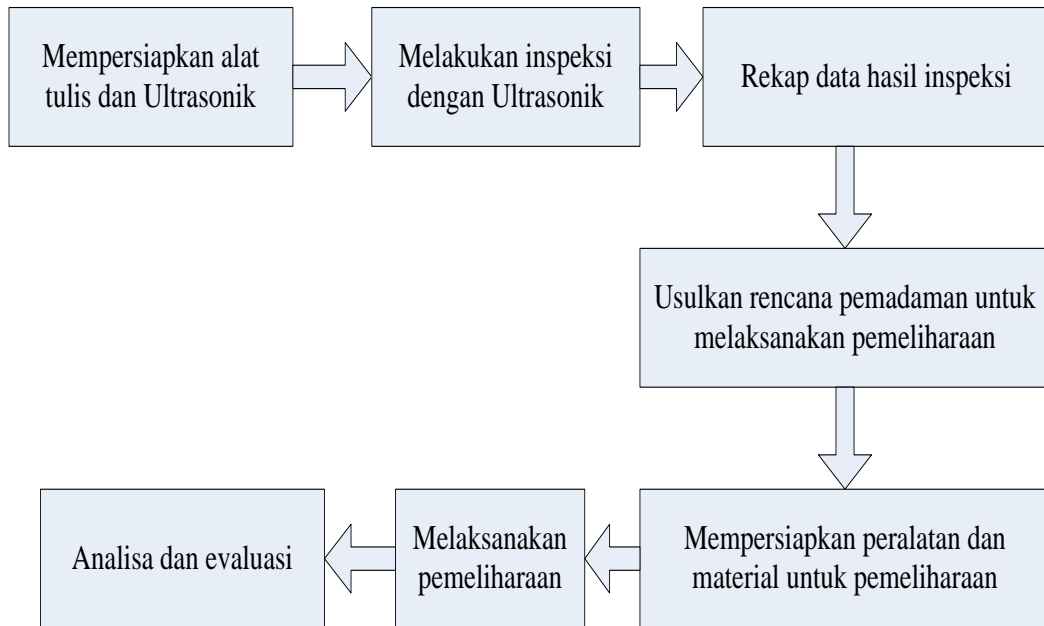 Mempersiapkan alat
tulis dan Ultrasonik
Melakukan inspeksi
dengan Ultrasonik
Rekap data hasil inspeksi
Usulkan rencana pemadaman untuk
melaksanakan pemeliharaan
Mempersiapkan peralatan dan
material untuk pemeliharaan
Melaksanakan
pemeliharaan
Analisa dan evaluasi